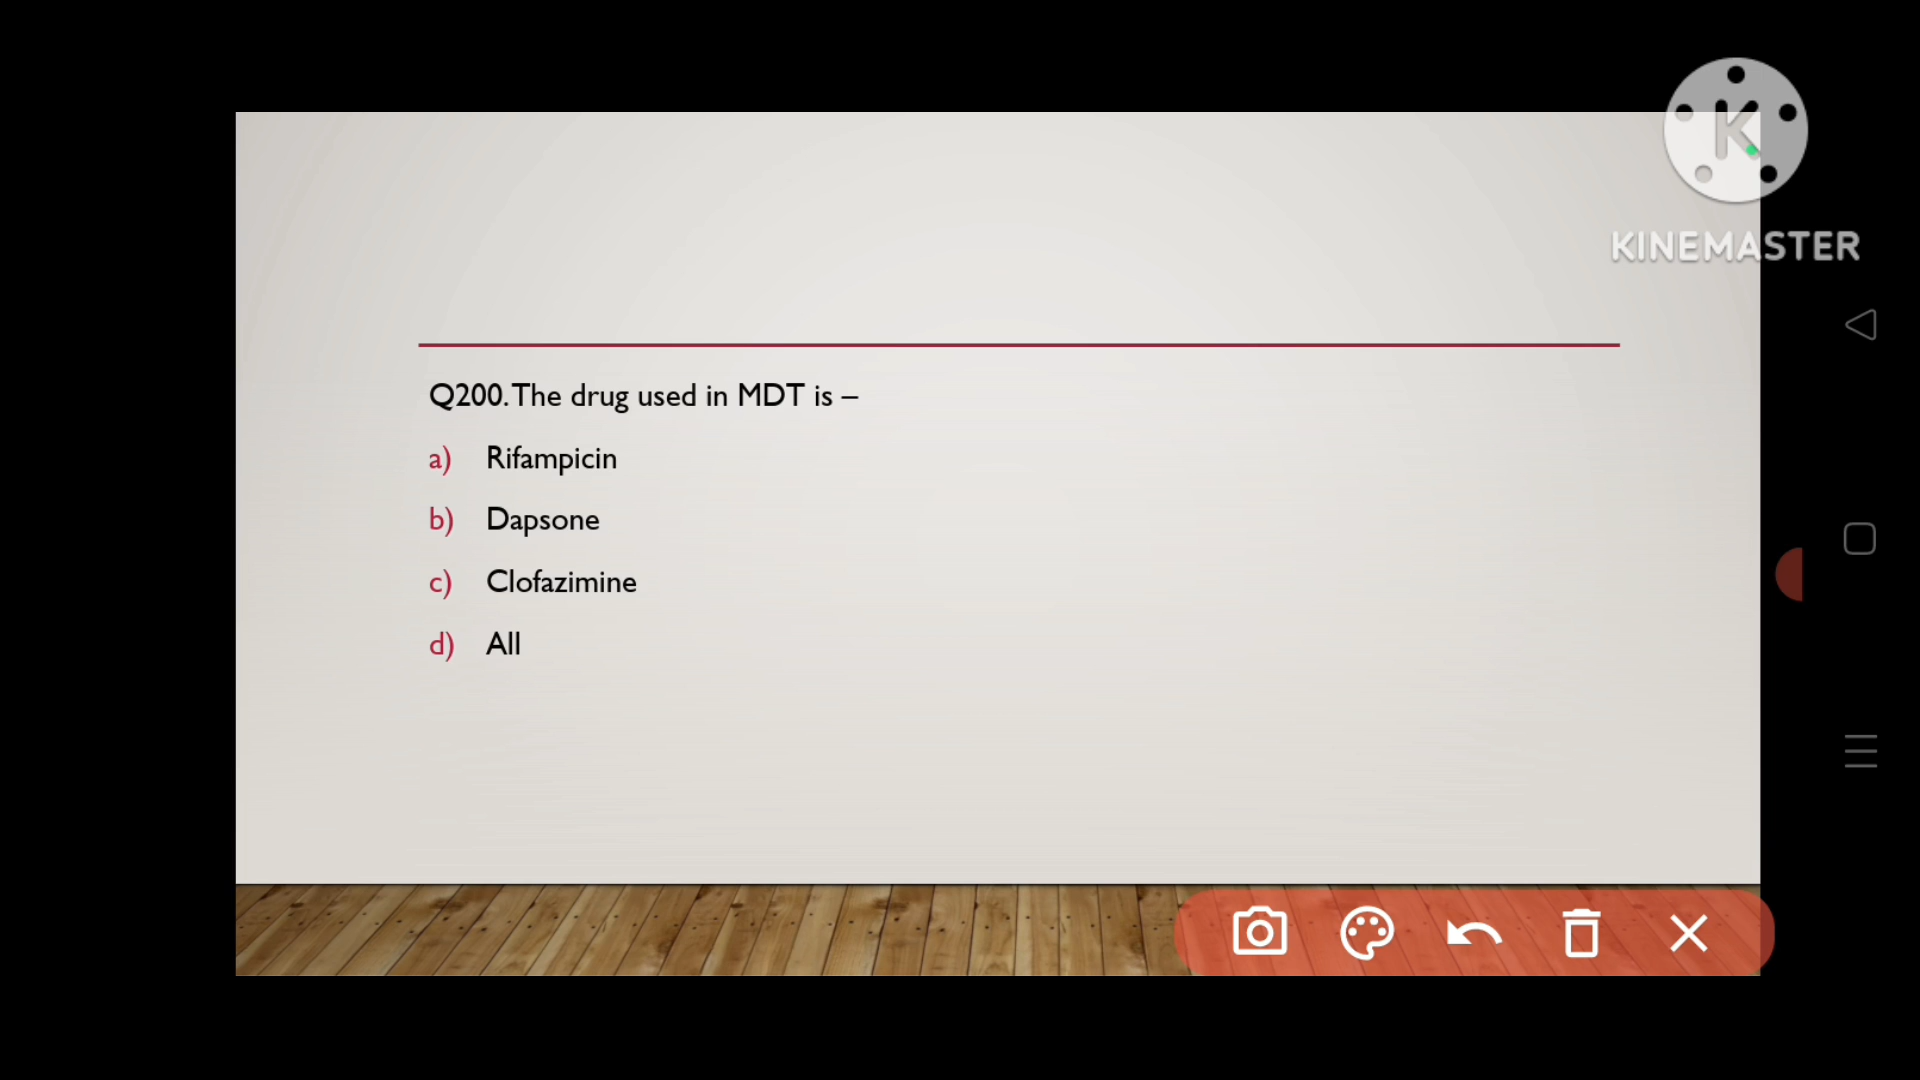 K
KINEMASTER
Q200. The drug used in MDT is –
a) Rifampicin
b) Dapsone
c) Clofazimine
d) All